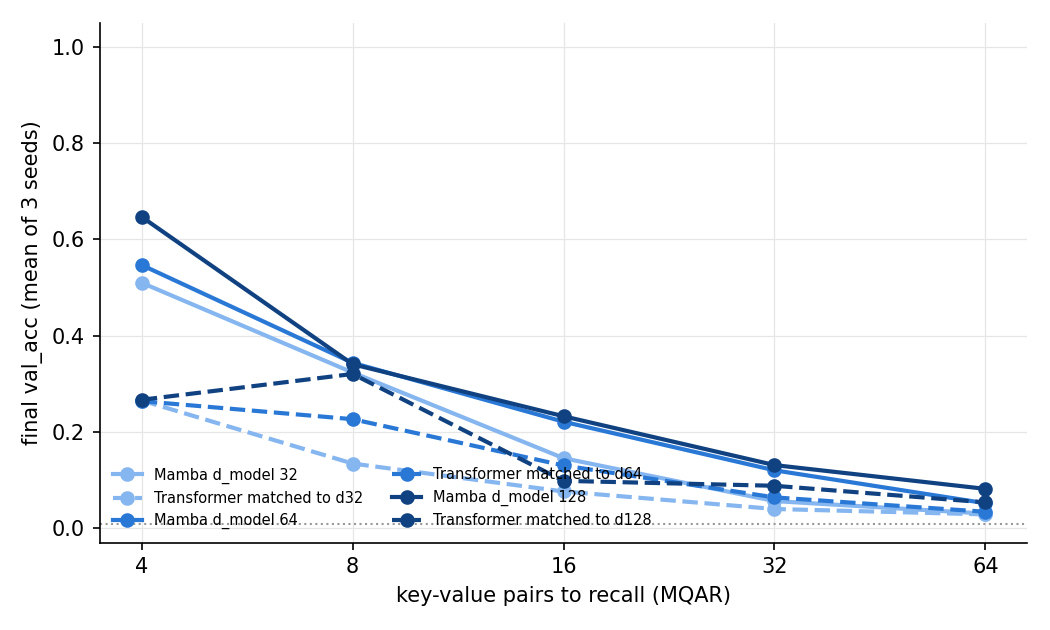 1.0
0.8
0.6
0.4
0.2
0.0
final val_acc (mean of 3 seeds)
Mamba d_model 32
Transformer matched to d32
Mamba d_model 64
Transformer matched to d64
Mamba d_model 128
Transformer matched to d128
4 8 16 32 64
key-value pairs to recall (MQAR)